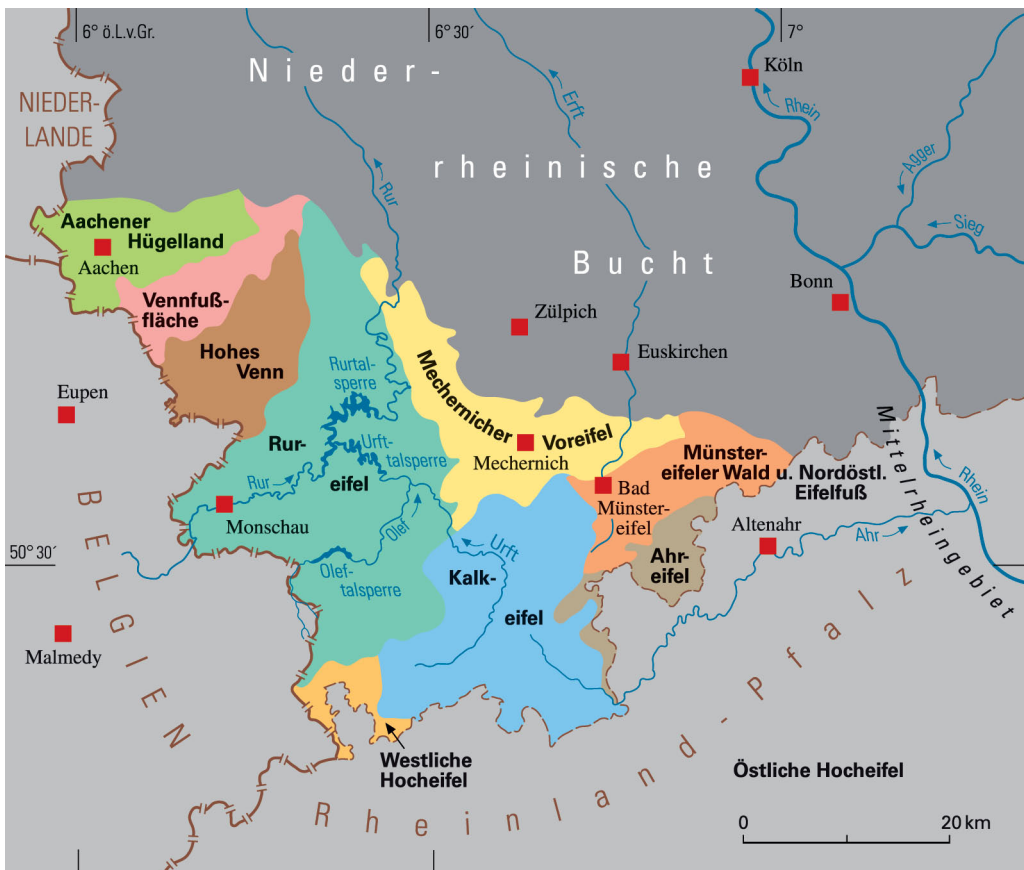 6° ö.L.v.Gr.
6° 30´
7°
Nieder-
rheinische
Bucht
NIEDER-
LANDE
Köln
Rhein
Erft
Rur
Agger
Sieg
Aachener
Hügelland
Aachen
Vennfuß-
fläche
Hohes
Venn
Zülpich
Bonn
Euskirchen
Eupen
Rurtal-
sperre
Mechernicher
Voreifel
Mechernich
Rur-
eifel
Urft-
talsperre
Rur
Monschau
Olef
Olef-
talsperre
Münster-
eifeler Wald u. Nordöstl.
Eifelfuß
Bad
Münster-
eifel
Altenahr
Ahr
Rhein
Mittelrheingebiet
50° 30´
Urft
Kalk-
eifel
Ahr-
eifel
BELGIEN
Malmedy
Westliche
Hocheifel
Rheinland-Pfalz
Östliche Hocheifel
0
20 km